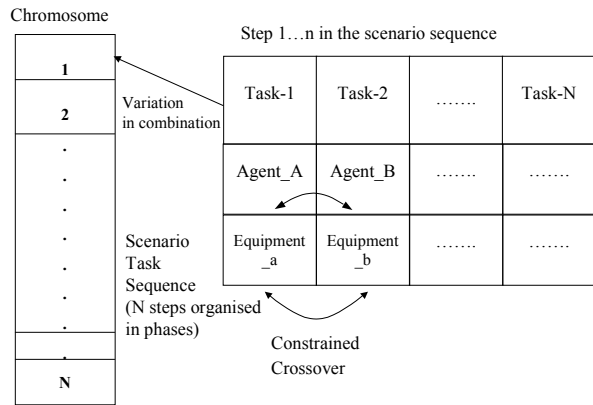 Chromosome
1
2
.
.
.
.
.
.
.
.
N
Step 1…n in the scenario sequence
Variation
in combination
Task-1 Task-2 ……. Task-N
Agent_A Agent_B ……. …….
Equipment Equipment ……. …….
_a _b
Scenario
Task
Sequence
(N steps organised
in phases)
Constrained
Crossover